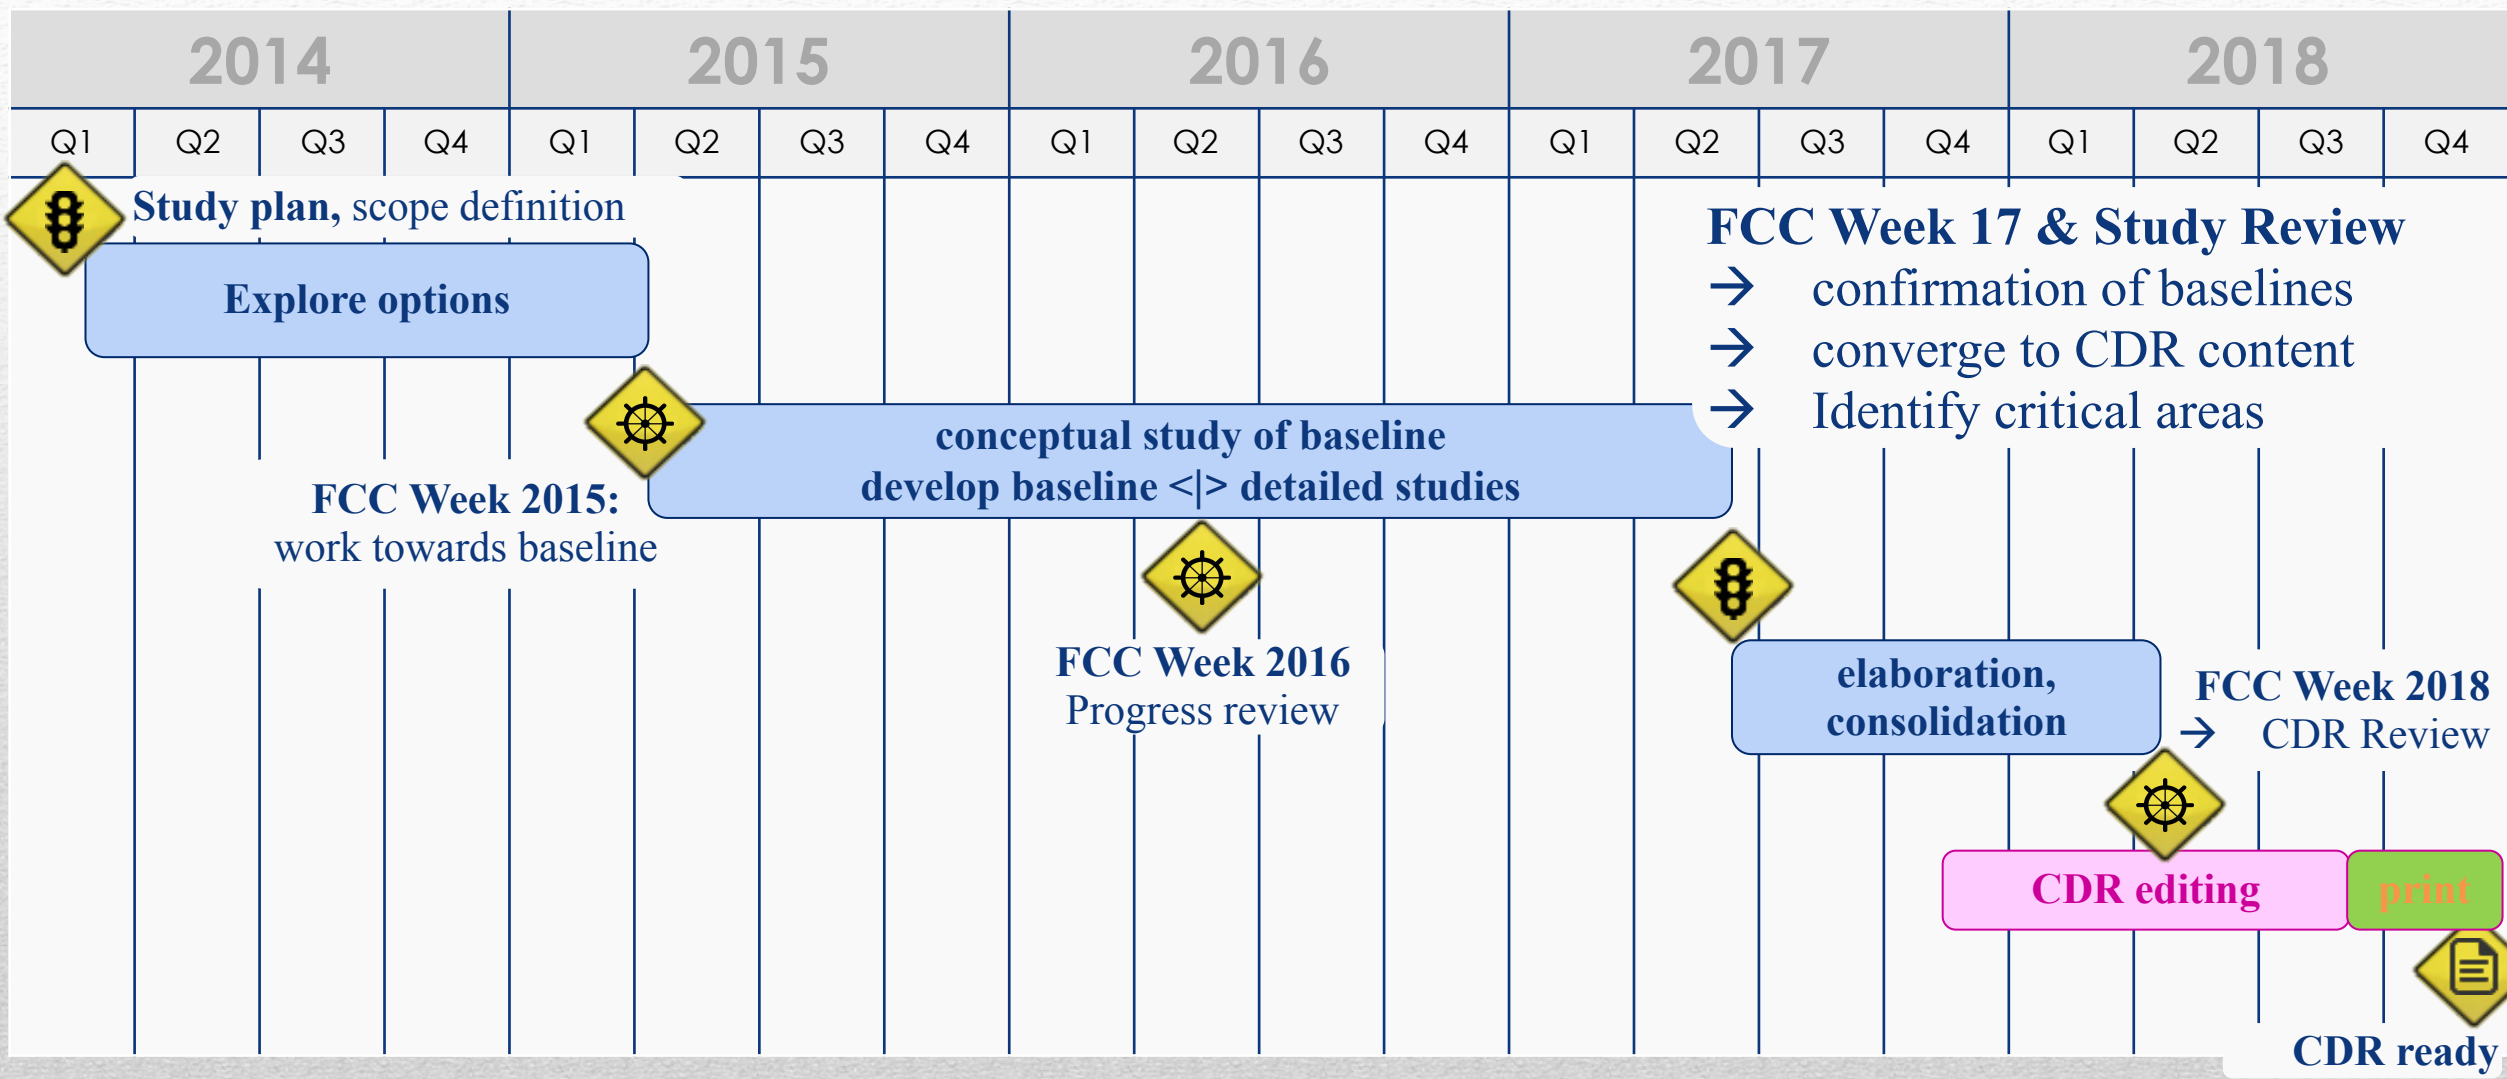 2014 2015 2016 2017 2018
Q1 Q2 Q3 Q4 Q1 Q2 Q3 Q4 Q1 Q2 Q3 Q4 Q1 Q2 Q3 Q4 Q1 Q2 Q3 Q4
Study plan, scope definition
Explore options
FCC Week 17 & Study Review
→ confirmation of baselines
→ converge to CDR content
→ Identify critical areas
conceptual study of baseline
develop baseline <|> detailed studies
FCC Week 2015:
work towards baseline
FCC Week 2016
Progress review
elaboration,
consolidation
FCC Week 2018
→ CDR Review
CDR editing
print
CDR ready